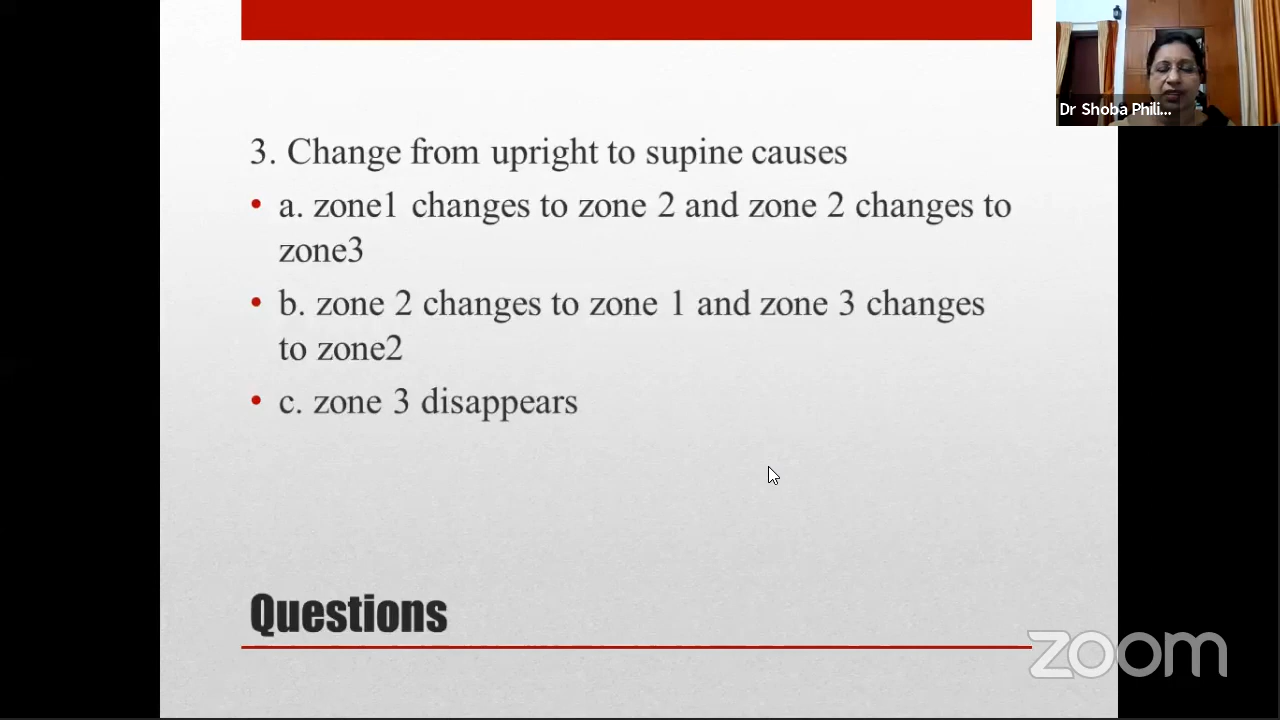 Dr Shoba Phili...
3. Change from upright to supine causes
• a. zone1 changes to zone 2 and zone 2 changes to
zone3
• b. zone 2 changes to zone 1 and zone 3 changes
to zone2
• c. zone 3 disappears
Questions
zoom